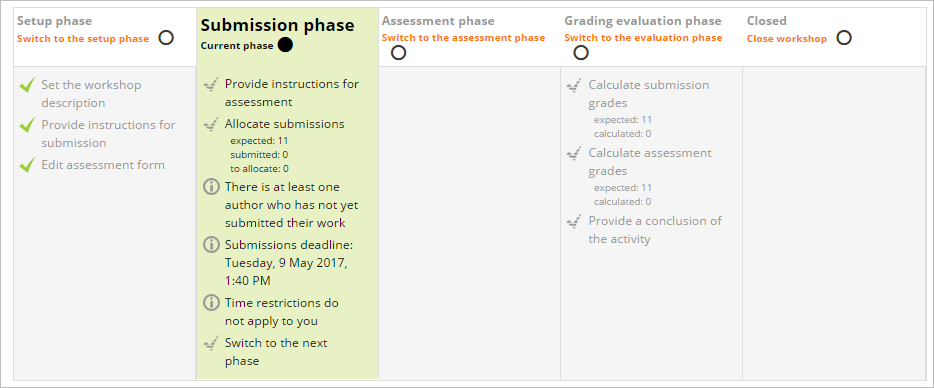 Setup phase
Switch to the setup phase
Set the workshop
description
Provide instructions for
submission
Edit assessment form
Submission phase
Current phase
Provide instructions for
assessment
Allocate submissions
expected: 11
submitted: 0
to allocate: 0
There is at least one
author who has not yet
submitted their work
Submissions deadline:
Tuesday, 9 May 2017,
1:40 PM
Time restrictions do
not apply to you
Switch to the next
phase
Assessment phase
Switch to the assessment phase
Grading evaluation phase
Switch to the evaluation phase
Calculate submission
grades
expected: 11
calculated: 0
Calculate assessment
grades
expected: 11
calculated: 0
Provide a conclusion of
the activity
Closed
Close workshop